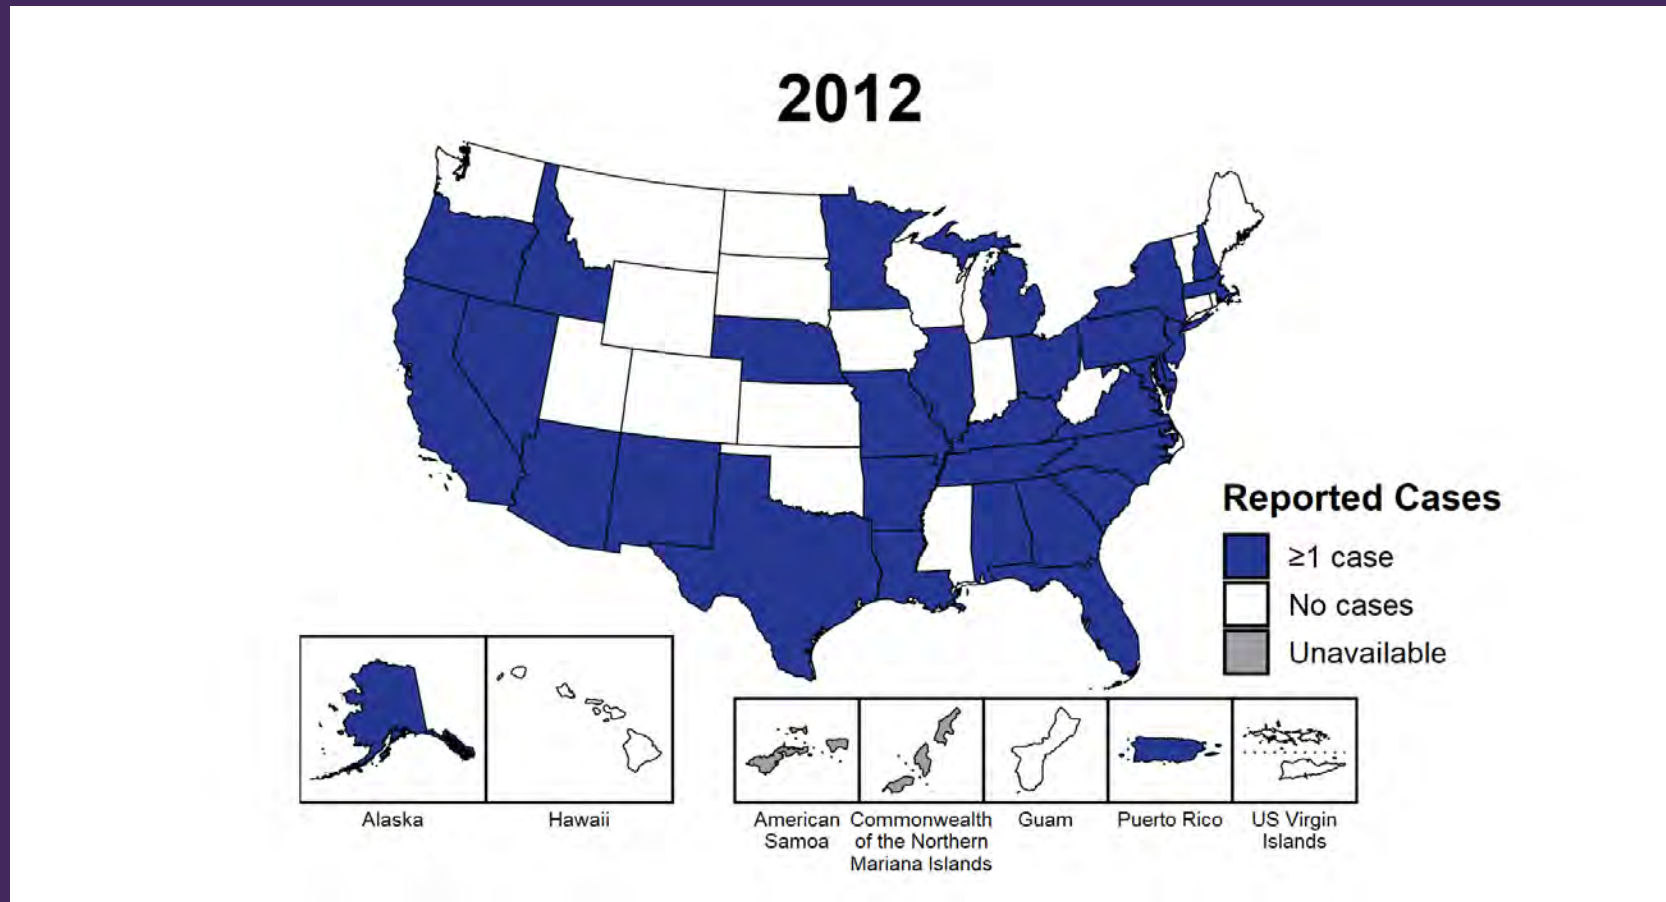 2012
Reported Cases
≥1 case
No cases
Unavailable
Alaska
Hawaii
American
Samoa
Commonwealth
of the Northern
Mariana Islands
Guam
Puerto Rico
US Virgin
Islands